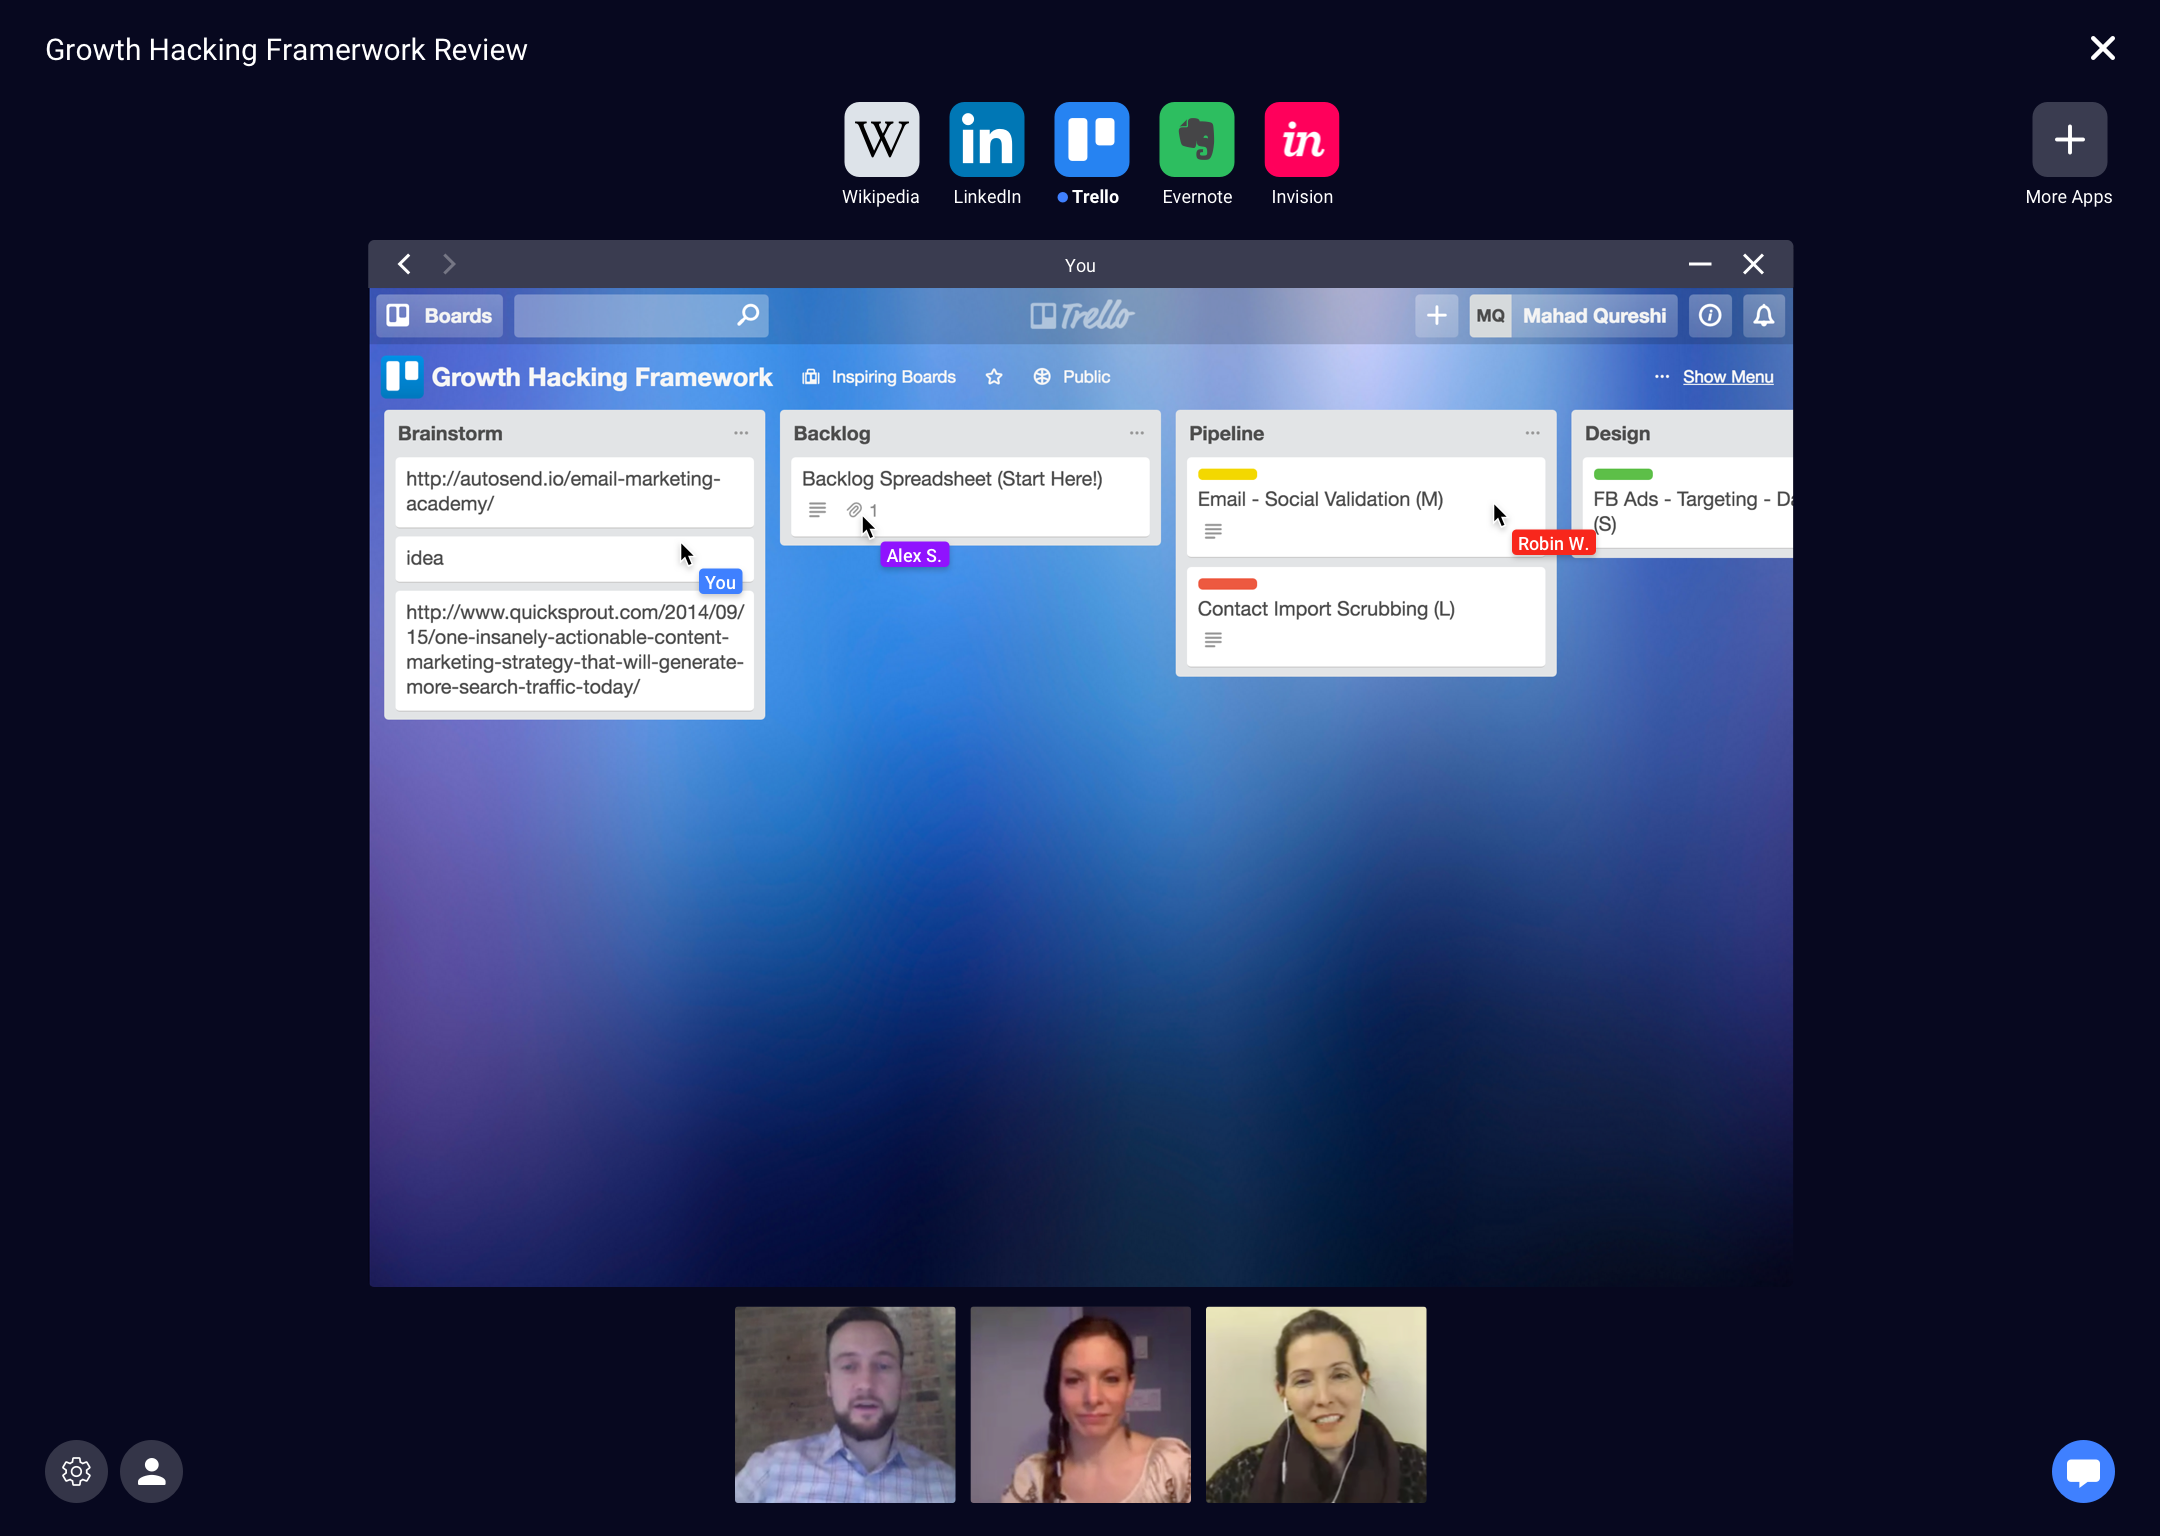 Growth Hacking Framerwork Review
W
in
in
Wikipedia
LinkedIn
Trello
Evernote
Invision
More Apps
You
Boards
Trello
MQ
Mahad Qureshi
Growth Hacking Framework
Inspiring Boards
Public
Show Menu
Brainstorm
http://autosend.io/email-marketing-
academy/
idea
You
http://www.quicksprout.com/2014/09/
15/one-insanely-actionable-content-
marketing-strategy-that-will-generate-
more-search-traffic-today/
Backlog
Backlog Spreadsheet (Start Here!)
1
Alex S.
Pipeline
Email - Social Validation (M)
Robin W.
Contact Import Scrubbing (L)
Design
FB Ads - Targeting - Da
(S)